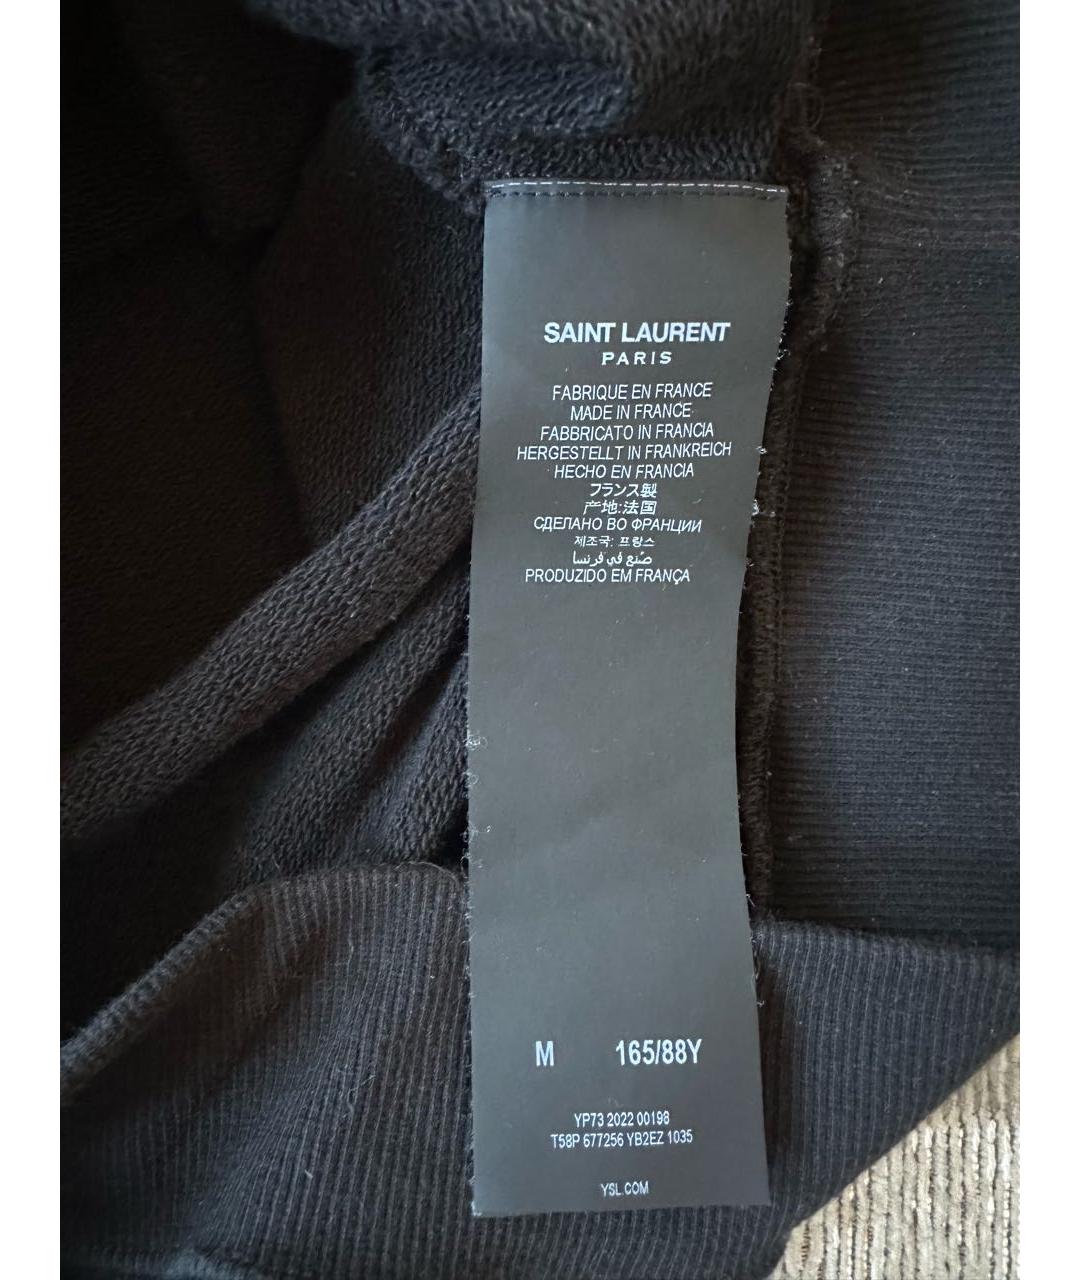 SAINT LAURENT
PARIS
FABRIQUE EN FRANCE
MADE IN FRANCE
FABBRICATO IN FRANCIA
HERGESTELLT IN FRANKREICH
HECHO EN FRANCIA
フランス製
产地:法国
СДЕЛАНО ВО ФРАНЦИИ
제조국: 프랑스
صُنع في فرنسا
PRODUZIDO EM FRANÇA
M 165/88Y
YP73 2022 00198
T58P 677256 YB2EZ 1035
YSL.COM